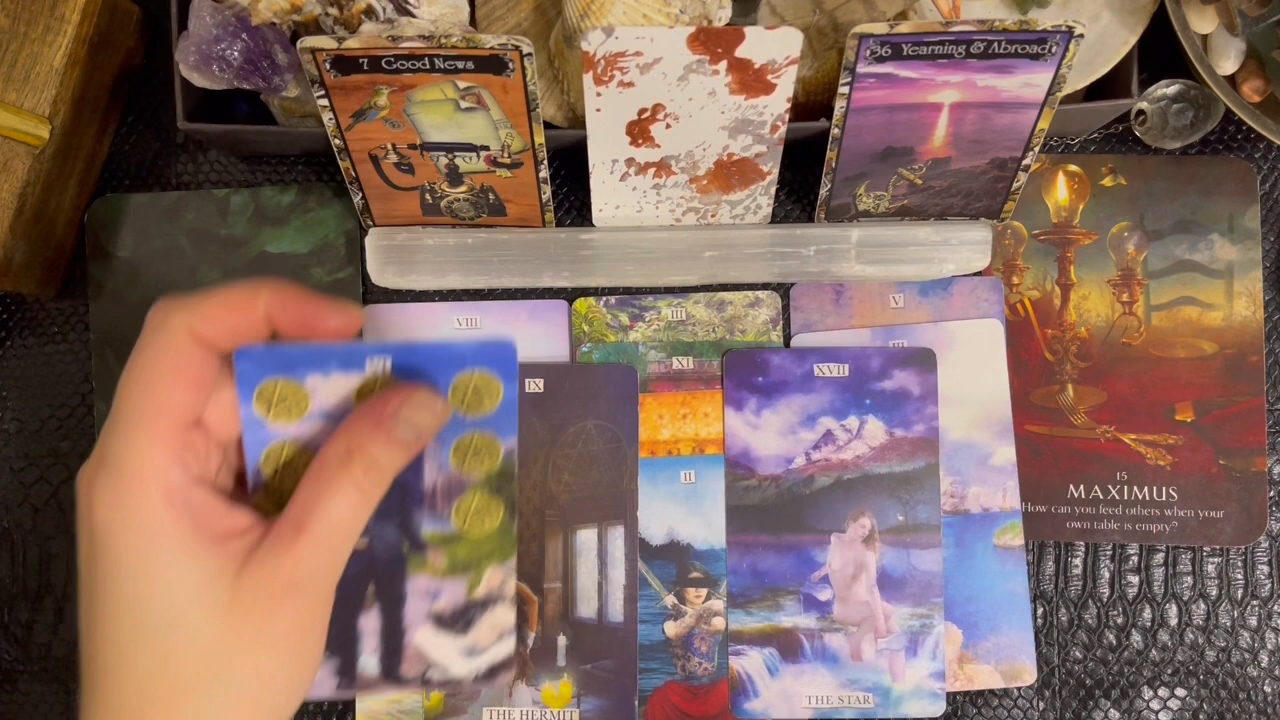 7 Good News
36 Yearning & Abroad
VIII
III
V
III
XI
IX
XVII
II
15
MAXIMUS
How can you feed others when your
own table is empty?
THE STAR
THE HERMIT